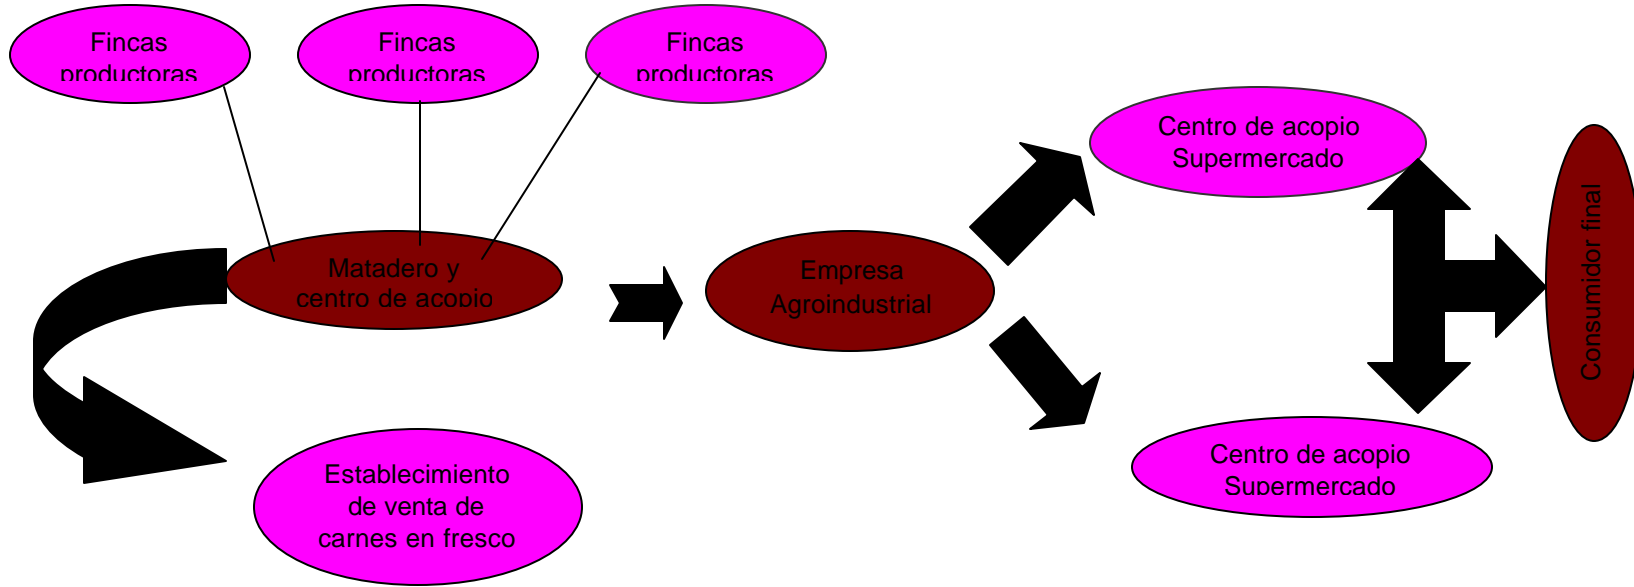 Fincas
productoras
Fincas
productoras
Fincas
productoras
Centro de acopio
Supermercado
Matadero y
centro de acopio
Empresa
Agroindustrial
Consumidor final
Centro de acopio
Supermercado
Establecimiento
de venta de
carnes en fresco